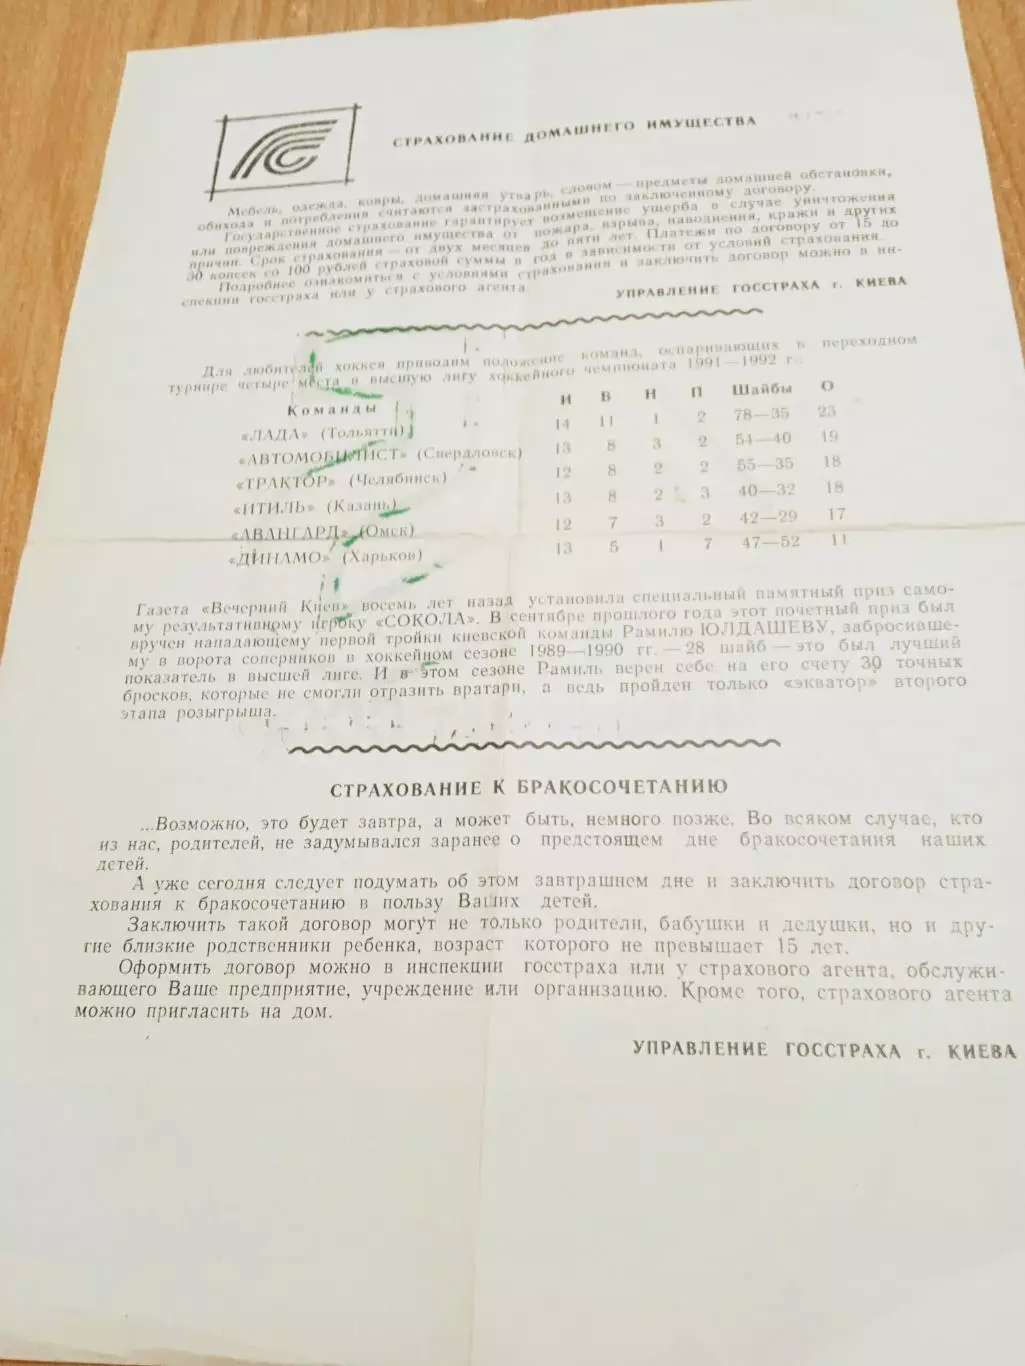 СТРАХОВАНИЕ ДОМАШНЕГО ИМУЩЕСТВА
Мебель, одежда, ковры, домашняя утварь, словом — предметы домашней обстановки,
обихода и потребления считаются застрахованными по заключенному договору.
Государственное страхование гарантирует возмещение ущерба в случае уничтожения
или повреждения домашнего имущества от пожара, взрыва, наводнения, кражи и других
причин. Срок страхования — от двух месяцев до пяти лет. Платежи по договору от 15 до
30 копеек со 100 рублей страховой суммы в год в зависимости от условий страхования.
Подробнее ознакомиться с условиями страхования и заключить договор можно в ин-
спекции госстраха или у страхового агента.
УПРАВЛЕНИЕ ГОССТРАХА г. КИЕВА
Для любителей хоккея приводим положение команд, оспаривающих в переходном
турнире четыре места в высшую лигу хоккейного чемпионата 1991—1992 г.:
Команды И В Н П Шайбы О
«ЛАДА» (Тольятти) 14 11 1 2 78—35 23
«АВТОМОБИЛИСТ» (Свердловск) 13 8 3 2 54—40 19
«ТРАКТОР» (Челябинск) 12 8 2 2 55—35 18
«ИТИЛЬ» (Казань) 13 8 2 3 40—32 18
«АВАНГАРД» (Омск) 12 7 3 2 42—29 17
«ДИНАМО» (Харьков) 13 5 1 7 47—52 11
Газета «Вечерний Киев» восемь лет назад установила специальный памятный приз само-
му результативному игроку «СОКОЛА». В сентябре прошлого года этот почетный приз был
вручен нападающему первой тройки киевской команды Рамилю ЮЛДАШЕВУ, забросивше-
му в ворота соперников в хоккейном сезоне 1989—1990 гг. — 28 шайб — это был лучший
показатель в высшей лиге. И в этом сезоне Рамиль верен себе на его счету 30 точных
бросков, которые не смогли отразить вратари, а ведь пройден только «экватор» второго
этапа розыгрыша.
СТРАХОВАНИЕ К БРАКОСОЧЕТАНИЮ
...Возможно, это будет завтра, а может быть, немного позже. Во всяком случае, кто
из нас, родителей, не задумывался заранее о предстоящем дне бракосочетания наших
детей.
А уже сегодня следует подумать об этом завтрашнем дне и заключить договор стра-
хования к бракосочетанию в пользу Ваших детей.
Заключить такой договор могут не только родители, бабушки и дедушки, но и дру-
гие близкие родственники ребенка, возраст которого не превышает 15 лет.
Оформить договор можно в инспекции госстраха или у страхового агента, обслужи-
вающего Ваше предприятие, учреждение или организацию. Кроме того, страхового агента
можно пригласить на дом.
УПРАВЛЕНИЕ ГОССТРАХА г. КИЕВА